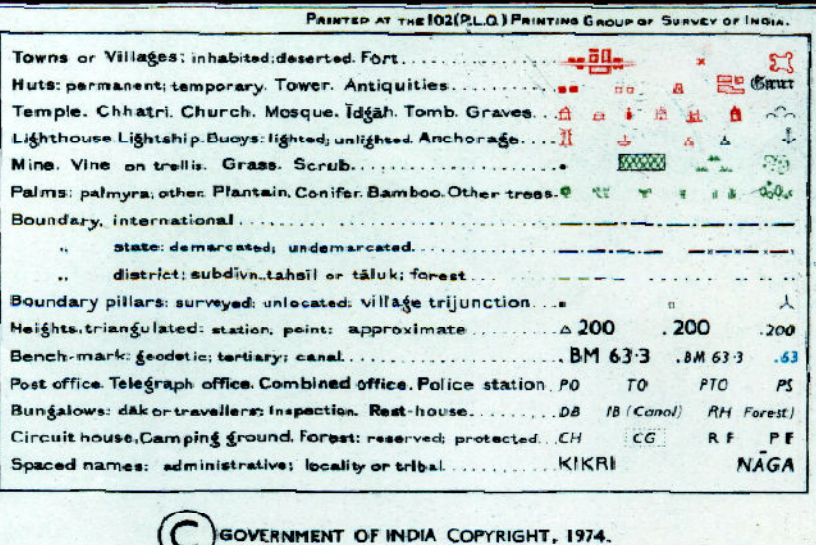 PRINTED AT THE 102(P.L.O.) PRINTING GROUP OF SURVEY OF INDIA.
Towns or Villages: inhabited; deserted. Fort
Huts: permanent; temporary. Tower. Antiquities
Temple. Chhatri. Church. Mosque. Īdgāh. Tomb. Graves
Lighthouse. Lightship. Buoys: lighted; unlighted. Anchorage
Mine. Vine on trellis. Grass. Scrub
Palms: palmyra; other. Plantain. Conifer. Bamboo. Other trees
Boundary, international
„ state: demarcated; undemarcated
„ district; subdivn., tahsīl or tāluk; forest
Boundary pillars: surveyed; unlocated; village trijunction
Heights, triangulated: station; point; approximate △ 200 .200 .200
Bench-mark: geodetic; tertiary; canal .BM 63·3 .BM 63·3 .63
Post office. Telegraph office. Combined office. Police station PO TO PTO PS
Bungalows: dāk or travellers; Inspection. Rest-house DB IB (Canal) RH Forest)
Circuit house. Camping ground. Forest: reserved; protected CH CG RF PF
Spaced names: administrative; locality or tribal KIKRI NĀGA
© GOVERNMENT OF INDIA COPYRIGHT, 1974.